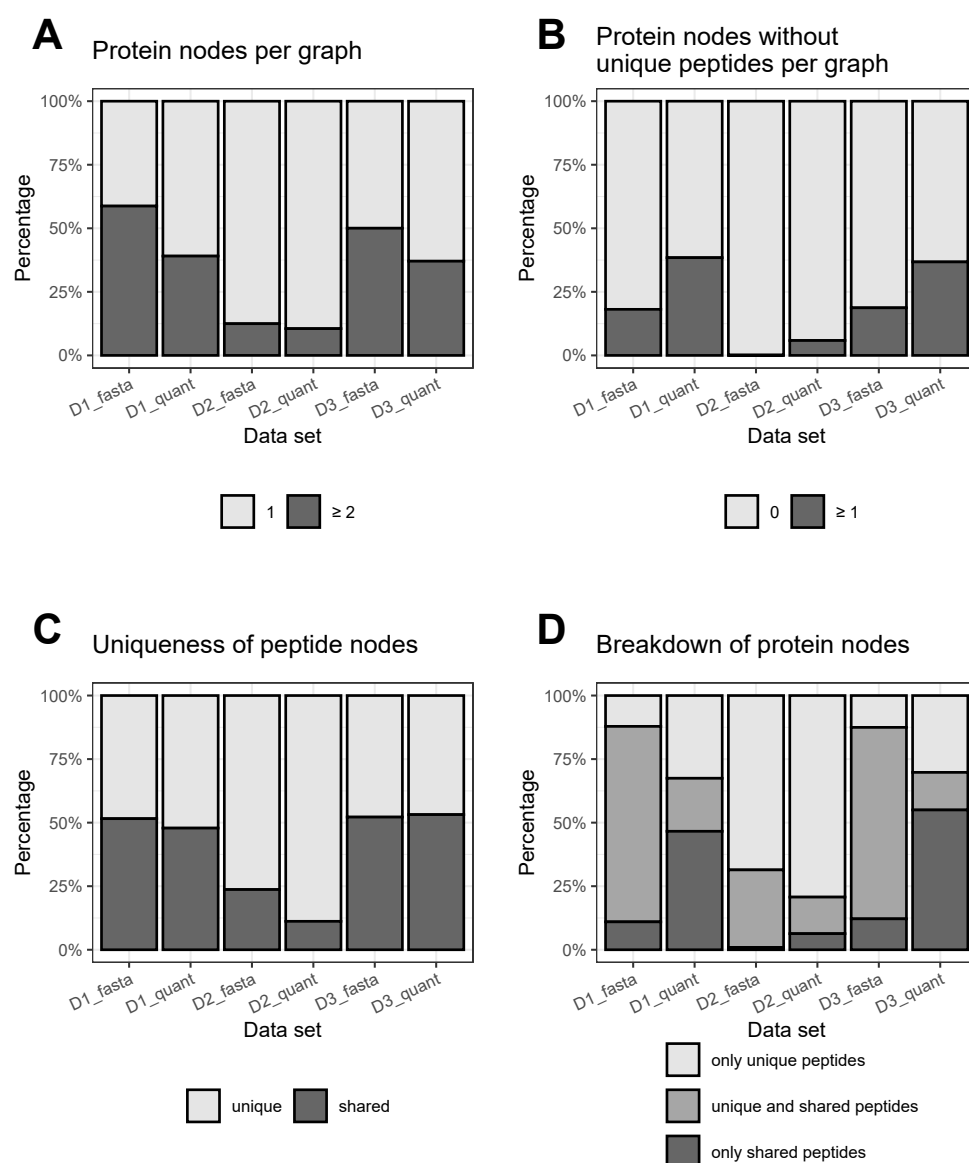 A
Protein nodes per graph
100%
75%
50%
25%
0%
Percentage
D1_fasta
D1_quant
D2_fasta
D2_quant
D3_fasta
D3_quant
Data set
1
≥ 2
B
Protein nodes without
unique peptides per graph
100%
75%
50%
25%
0%
Percentage
D1_fasta
D1_quant
D2_fasta
D2_quant
D3_fasta
D3_quant
Data set
0
≥ 1
C
Uniqueness of peptide nodes
100%
75%
50%
25%
0%
Percentage
D1_fasta
D1_quant
D2_fasta
D2_quant
D3_fasta
D3_quant
Data set
unique
shared
D
Breakdown of protein nodes
100%
75%
50%
25%
0%
Percentage
D1_fasta
D1_quant
D2_fasta
D2_quant
D3_fasta
D3_quant
Data set
only unique peptides
unique and shared peptides
only shared peptides